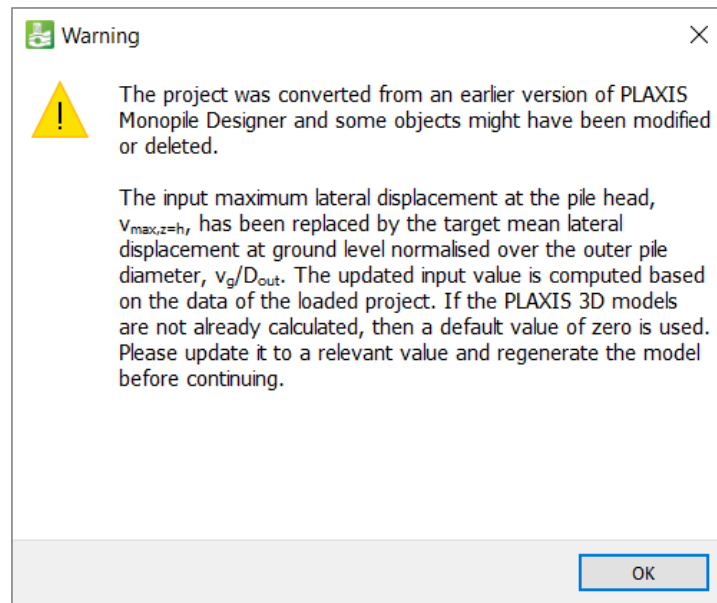 Warning
The project was converted from an earlier version of PLAXIS
Monopile Designer and some objects might have been modified
or deleted.
The input maximum lateral displacement at the pile head,
vmax,z=h, has been replaced by the target mean lateral
displacement at ground level normalised over the outer pile
diameter, vg/Dout. The updated input value is computed based
on the data of the loaded project. If the PLAXIS 3D models
are not already calculated, then a default value of zero is used.
Please update it to a relevant value and regenerate the model
before continuing.
OK